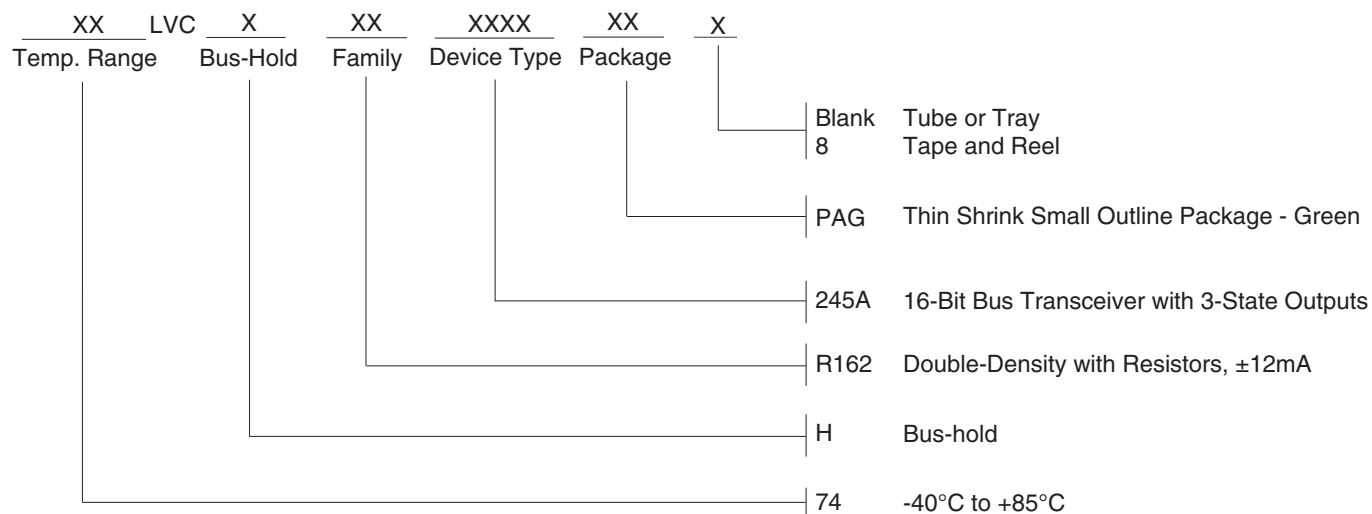 XX LVC X XX XXXX XX X
Temp. Range Bus-Hold Family Device Type Package
Blank Tube or Tray
8 Tape and Reel
PAG Thin Shrink Small Outline Package - Green
245A 16-Bit Bus Transceiver with 3-State Outputs
R162 Double-Density with Resistors, ±12mA
H Bus-hold
74 -40°C to +85°C